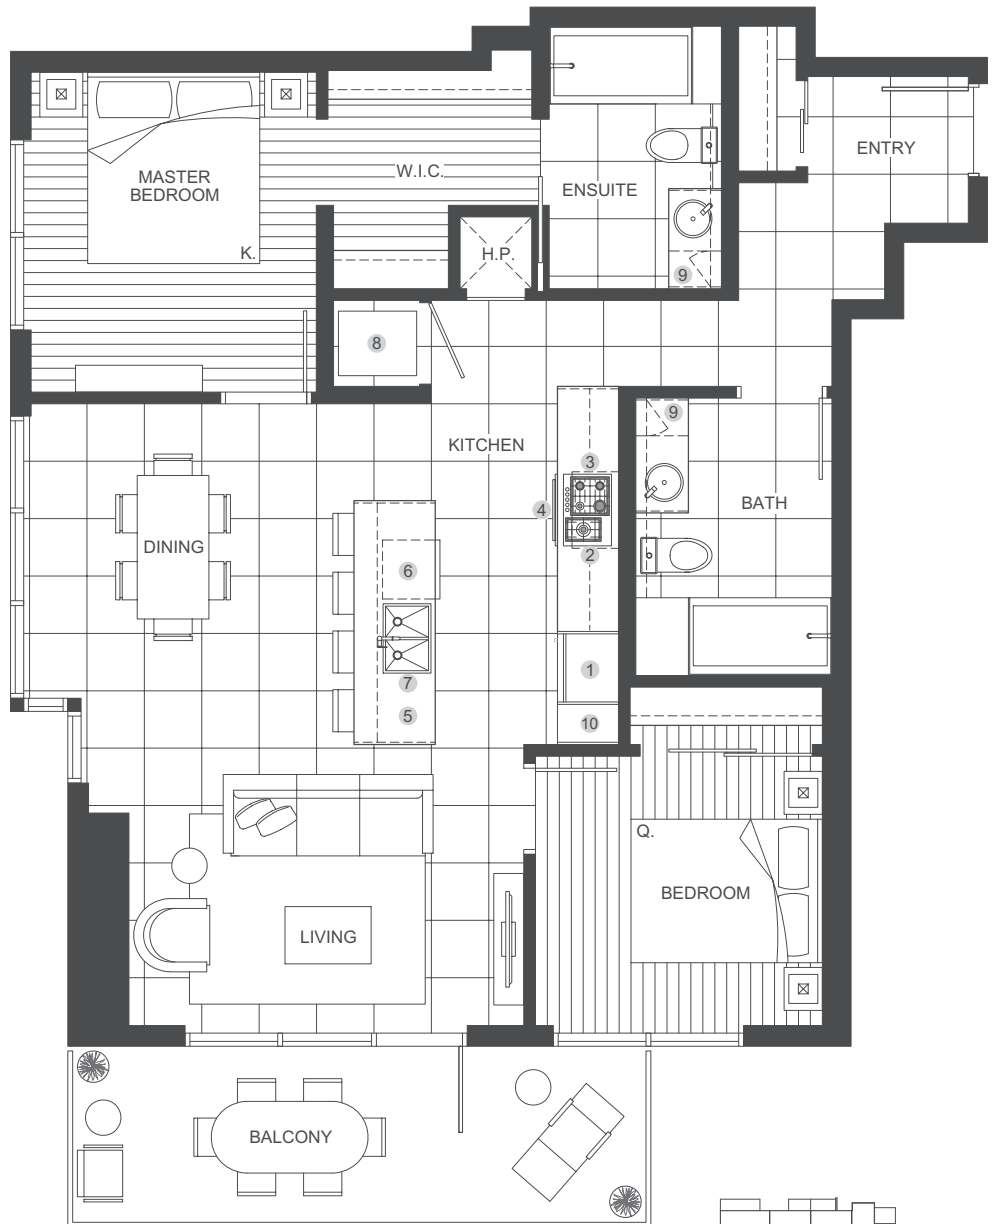 ENTRY
MASTER
BEDROOM
W.I.C.
ENSUITE
K.
H.P.
9
8
9
KITCHEN
3
BATH
4
DINING
2
6
1
7
5
10
Q.
BEDROOM
LIVING
BALCONY